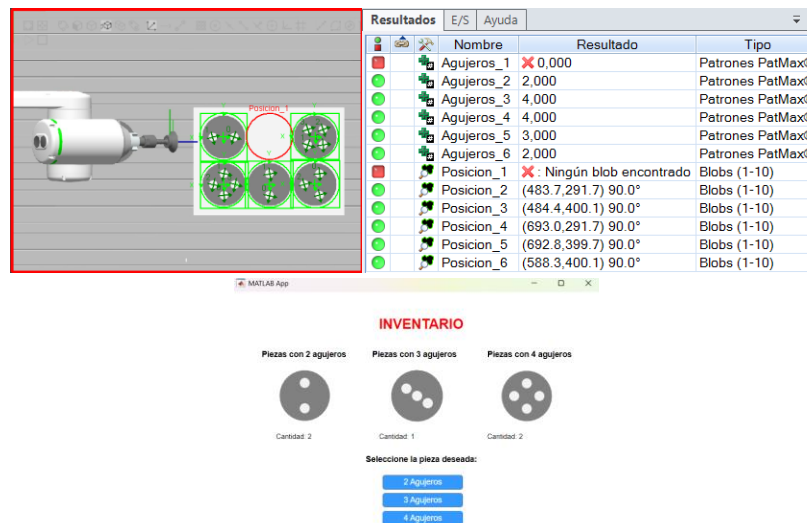 Posicion_1
Resultados E/S Ayuda
Nombre Resultado Tipo
Agujeros_1 0,000 Patrones PatMax®
Agujeros_2 2,000 Patrones PatMax®
Agujeros_3 4,000 Patrones PatMax®
Agujeros_4 4,000 Patrones PatMax®
Agujeros_5 3,000 Patrones PatMax®
Agujeros_6 2,000 Patrones PatMax®
Posicion_1 : Ningún blob encontrado Blobs (1-10)
Posicion_2 (483.7,291.7) 90.0° Blobs (1-10)
Posicion_3 (484.4,400.1) 90.0° Blobs (1-10)
Posicion_4 (693.0,291.7) 90.0° Blobs (1-10)
Posicion_5 (692.8,399.7) 90.0° Blobs (1-10)
Posicion_6 (588.3,400.1) 90.0° Blobs (1-10)
MATLAB App
INVENTARIO
Piezas con 2 agujeros Piezas con 3 agujeros Piezas con 4 agujeros
Cantidad: 2 Cantidad: 1 Cantidad: 2
Seleccione la pieza deseada:
2 Agujeros
3 Agujeros
4 Agujeros